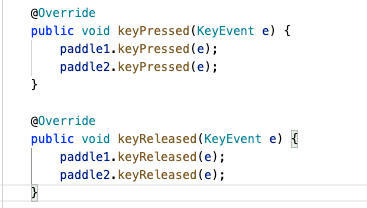 @Override
public void keyPressed(KeyEvent e) {
    paddle1.keyPressed(e);
    paddle2.keyPressed(e);
}
@Override
public void keyReleased(KeyEvent e) {
    paddle1.keyReleased(e);
    paddle2.keyReleased(e);
}